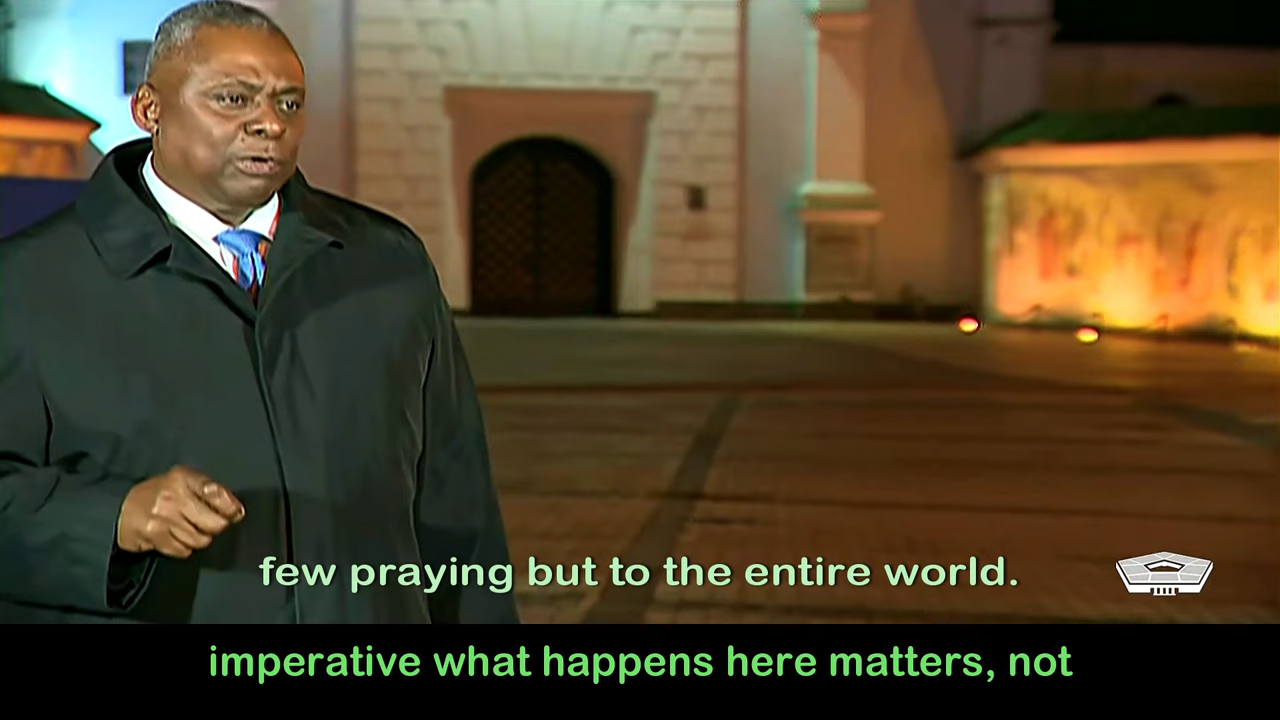 few praying but to the entire world.
imperative what happens here matters, not